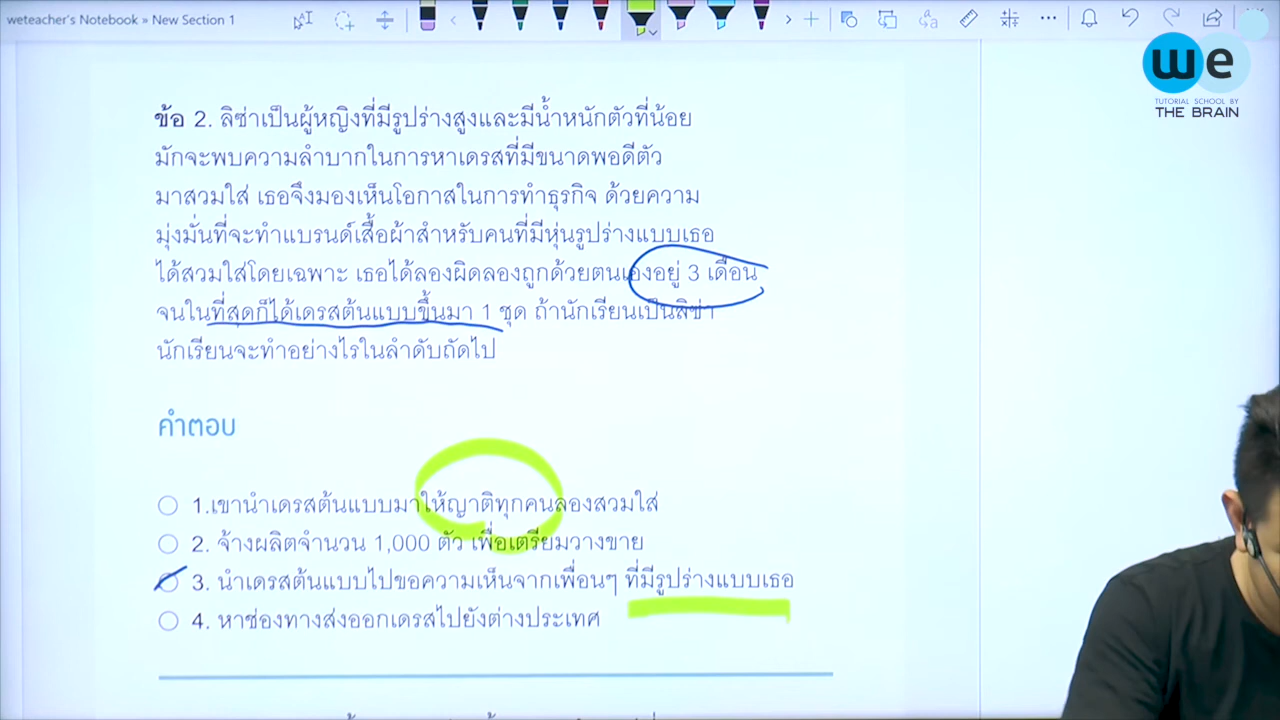 weteacher's Notebook » New Section 1
we
TUTORIAL SCHOOL BY
THE BRAIN
ข้อ 2. ลิซ่าเป็นผู้หญิงที่มีรูปร่างสูงและมีน้ำหนักตัวที่น้อย
มักจะพบความลำบากในการหาเดรสที่มีขนาดพอดีตัว
มาสวมใส่ เธอจึงมองเห็นโอกาสในการทำธุรกิจ ด้วยความ
มุ่งมั่นที่จะทำแบรนด์เสื้อผ้าสำหรับคนที่มีหุ่นรูปร่างแบบเธอ
ได้สวมใส่โดยเฉพาะ เธอได้ลองผิดลองถูกด้วยตนเองอยู่ 3 เดือน
จนในที่สุดก็ได้เดรสต้นแบบขึ้นมา 1 ชุด ถ้านักเรียนเป็นลิซ่า
นักเรียนจะทำอย่างไรในลำดับถัดไป
คำตอบ
1.เขานำเดรสต้นแบบมาให้ญาติทุกคนลองสวมใส่
2. จ้างผลิตจำนวน 1,000 ตัว เพื่อเตรียมวางขาย
3. นำเดรสต้นแบบไปขอความเห็นจากเพื่อนๆ ที่มีรูปร่างแบบเธอ
4. หาช่องทางส่งออกเดรสไปยังต่างประเทศ